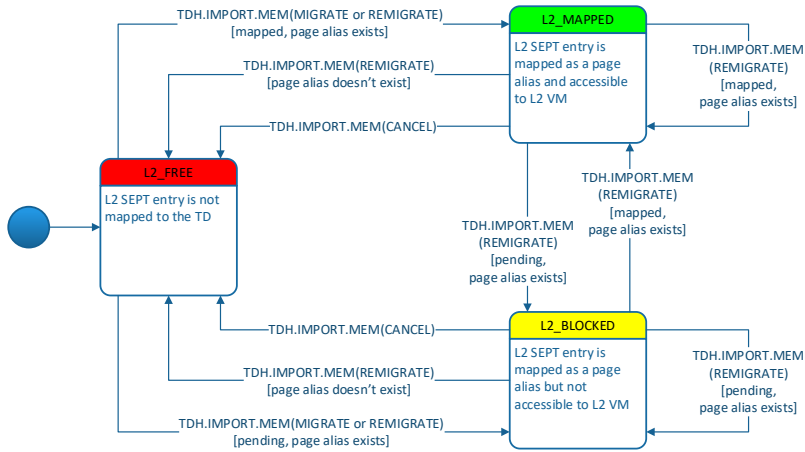 TDH.IMPORT.MEM(MIGRATE or REMIGRATE)
[mapped, page alias exists]
L2_MAPPED
L2 SEPT entry is
mapped as a page
alias and accessible
to L2 VM
TDH.IMPORT.MEM
(REMIGRATE)
[mapped,
page alias exists]
TDH.IMPORT.MEM(REMIGRATE)
[page alias doesn't exist]
TDH.IMPORT.MEM(CANCEL)
L2_FREE
L2 SEPT entry is not
mapped to the TD
TDH.IMPORT.MEM
(REMIGRATE)
[mapped,
page alias exists]
TDH.IMPORT.MEM
(REMIGRATE)
[pending,
page alias exists]
TDH.IMPORT.MEM(CANCEL)
L2_BLOCKED
L2 SEPT entry is
mapped as a page
alias but not
accessible to L2 VM
TDH.IMPORT.MEM
(REMIGRATE)
[pending,
page alias exists]
TDH.IMPORT.MEM(REMIGRATE)
[page alias doesn't exist]
TDH.IMPORT.MEM(MIGRATE or REMIGRATE)
[pending, page alias exists]